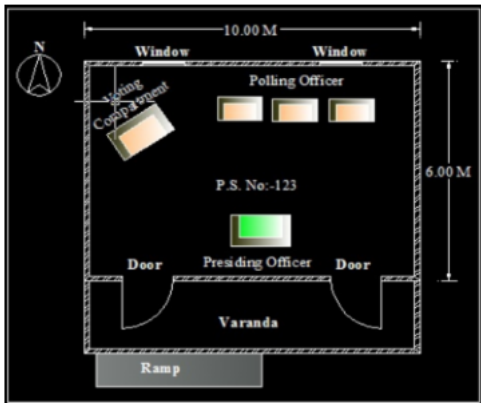 10.00 M
N
Window
Window
Voting
Compartment
Polling Officer
6.00 M
P.S. No:-123
Door
Presiding Officer
Door
Varanda
Ramp